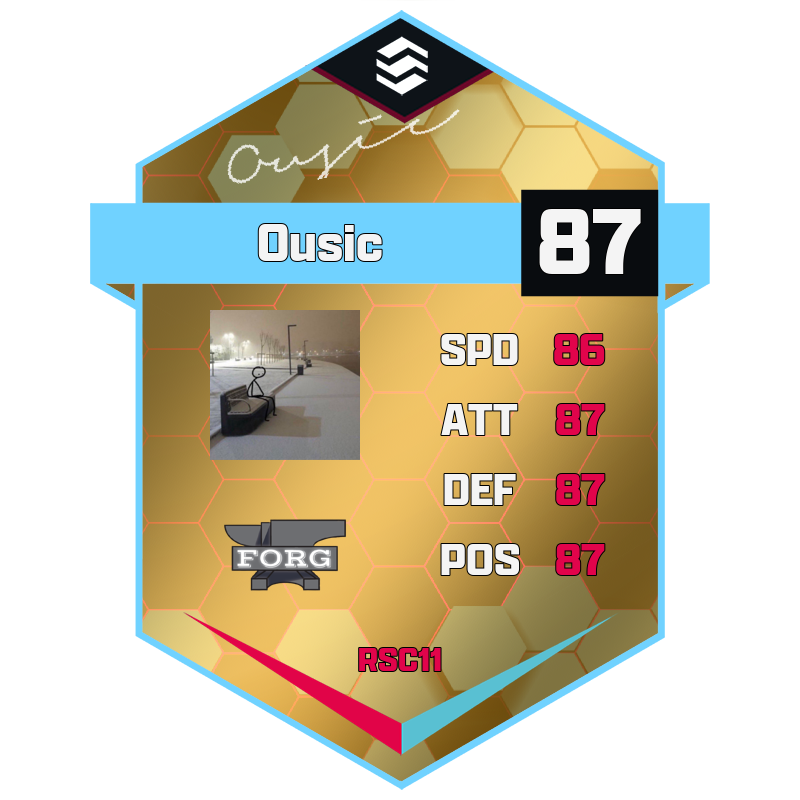 Ousic
Ousic
87
SPD 86
ATT 87
DEF 87
POS 87
FORG
RSC11